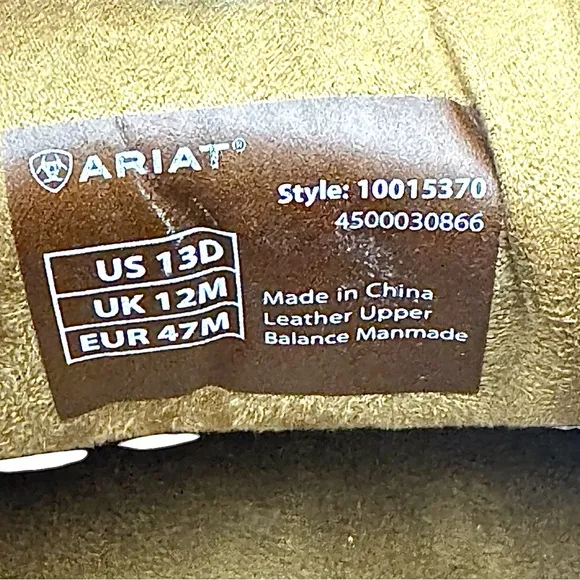 ARIAT®
Style: 10015370
4500030866
US 13D
UK 12M
EUR 47M
Made in China
Leather Upper
Balance Manmade